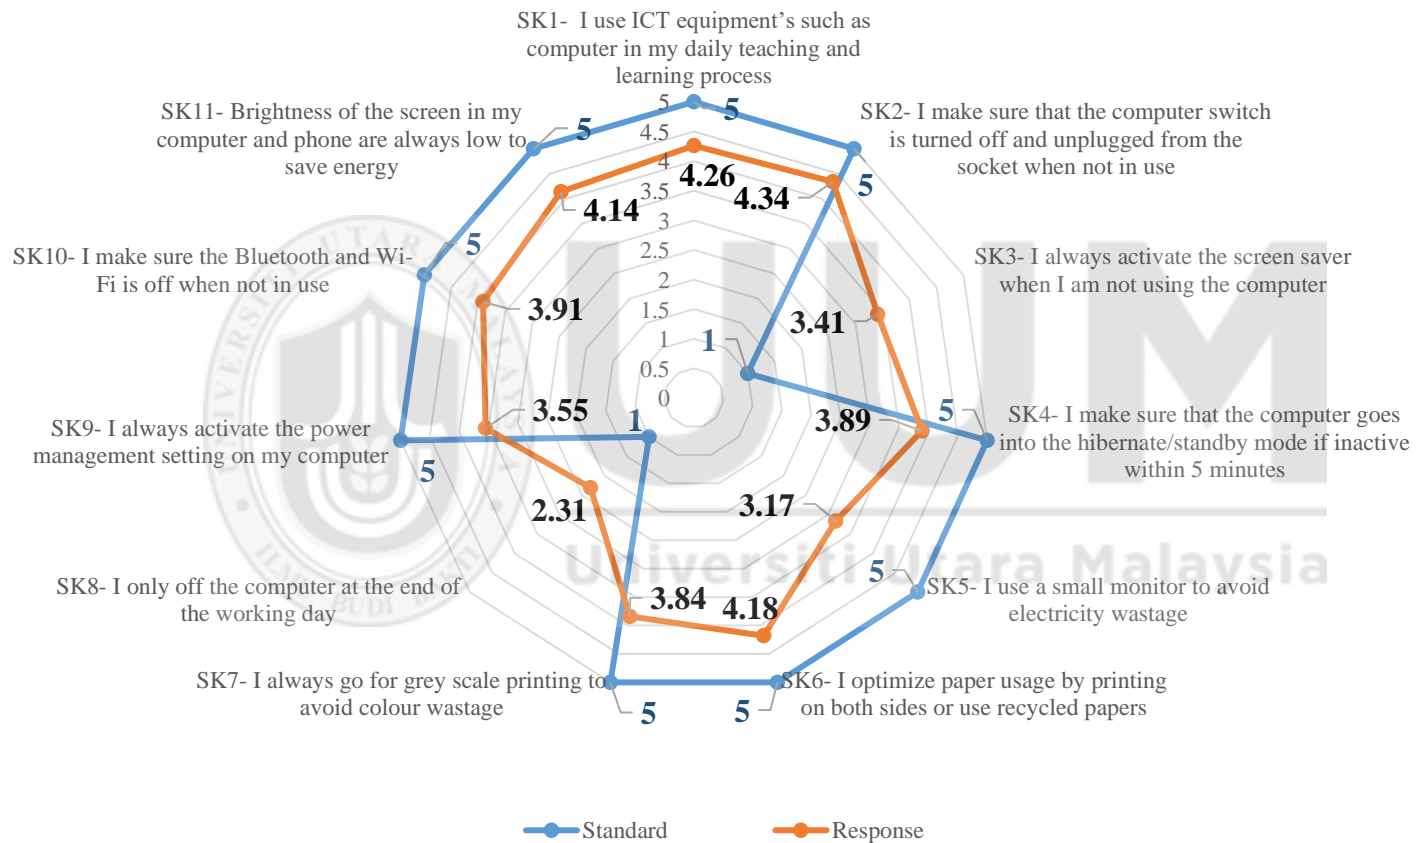 SK1- I use ICT equipment's such as
computer in my daily teaching and
learning process
SK2- I make sure that the computer switch
is turned off and unplugged from the
socket when not in use
SK3- I always activate the screen saver
when I am not using the computer
SK4- I make sure that the computer goes
into the hibernate/standby mode if inactive
within 5 minutes
SK5- I use a small monitor to avoid
electricity wastage
SK6- I optimize paper usage by printing
on both sides or use recycled papers
SK7- I always go for grey scale printing to
avoid colour wastage
SK8- I only off the computer at the end of
the working day
SK9- I always activate the power
management setting on my computer
SK10- I make sure the Bluetooth and Wi-
Fi is off when not in use
SK11- Brightness of the screen in my
computer and phone are always low to
save energy
5
4.5
4
3.5
3
2.5
2
1.5
1
0.5
0
5
5
1
5
5
5
5
1
5
5
5
4.26
4.34
3.41
3.89
3.17
4.18
3.84
2.31
3.55
3.91
4.14
UUM
Universiti Utara Malaysia
UNIVERSITI UTARA MALAYSIA
Standard
Response